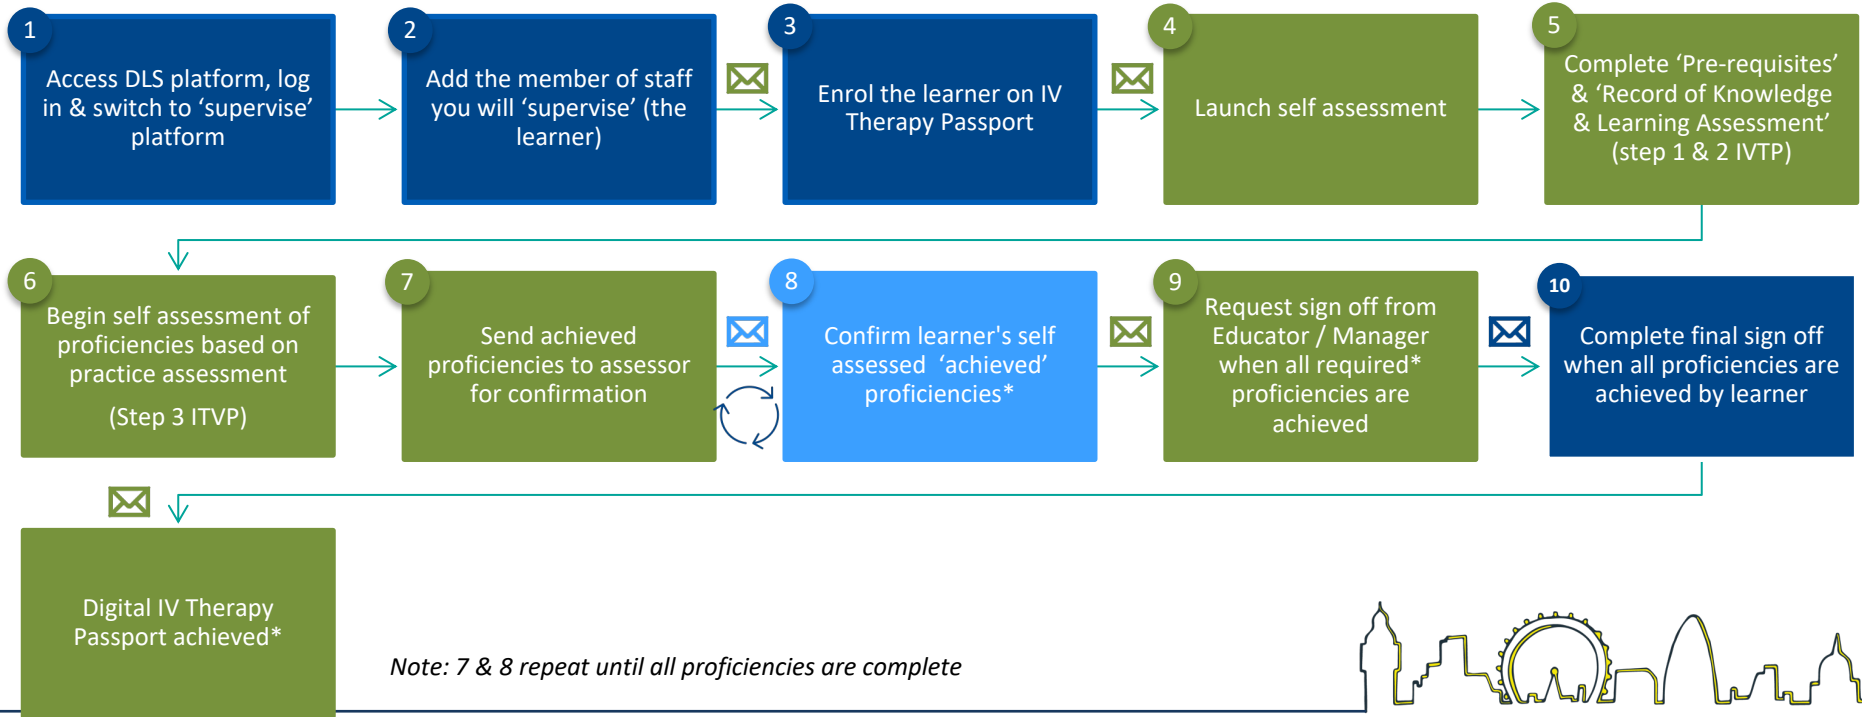 1
Access DLS platform, log
in & switch to ‘supervise’
platform
2
Add the member of staff
you will ‘supervise’ (the
learner)
3
Enrol the learner on IV
Therapy Passport
4
Launch self assessment
5
Complete ‘Pre-requisites’
& ‘Record of Knowledge
& Learning Assessment’
(step 1 & 2 IVTP)
6
Begin self assessment of
proficiencies based on
practice assessment
(Step 3 ITVP)
7
Send achieved
proficiencies to assessor
for confirmation
8
Confirm learner's self
assessed ‘achieved’
proficiencies*
9
Request sign off from
Educator / Manager
when all required*
proficiencies are
achieved
10
Complete final sign off
when all proficiencies are
achieved by learner
Digital IV Therapy
Passport achieved*
Note: 7 & 8 repeat until all proficiencies are complete